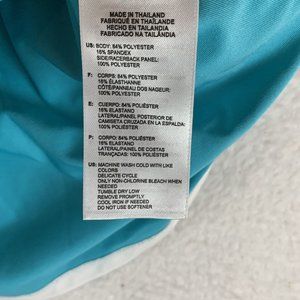 MADE IN THAILAND
FABRIQUÉ EN THAÏLANDE
HECHO EN TAILANDIA
FABRICADO NA TAILÂNDIA
US: BODY: 84% POLYESTER
16% SPANDEX
SIDE/RACERBACK PANEL:
100% POLYESTER
F: CORPS: 84% POLYESTER
16% ÉLASTHANNE
CÔTÉ/PANNEAU DOS NAGEUR:
100% POLYESTER
E: CUERPO: 84% POLIÉSTER
16% ELASTANO
LATERAL/PANEL POSTERIOR DE
CAMISETA CRUZADA EN LA ESPALDA:
100% POLIÉSTER
P: CORPO: 84% POLIÉSTER
16% ELASTANO
LATERAL/PAINEL DE COSTAS
TRANÇADAS: 100% POLIÉSTER
US: MACHINE WASH COLD WITH LIKE
COLORS
DELICATE CYCLE
ONLY NON-CHLORINE BLEACH WHEN
NEEDED
TUMBLE DRY LOW
REMOVE PROMPTLY
COOL IRON IF NEEDED
DO NOT USE SOFTENER